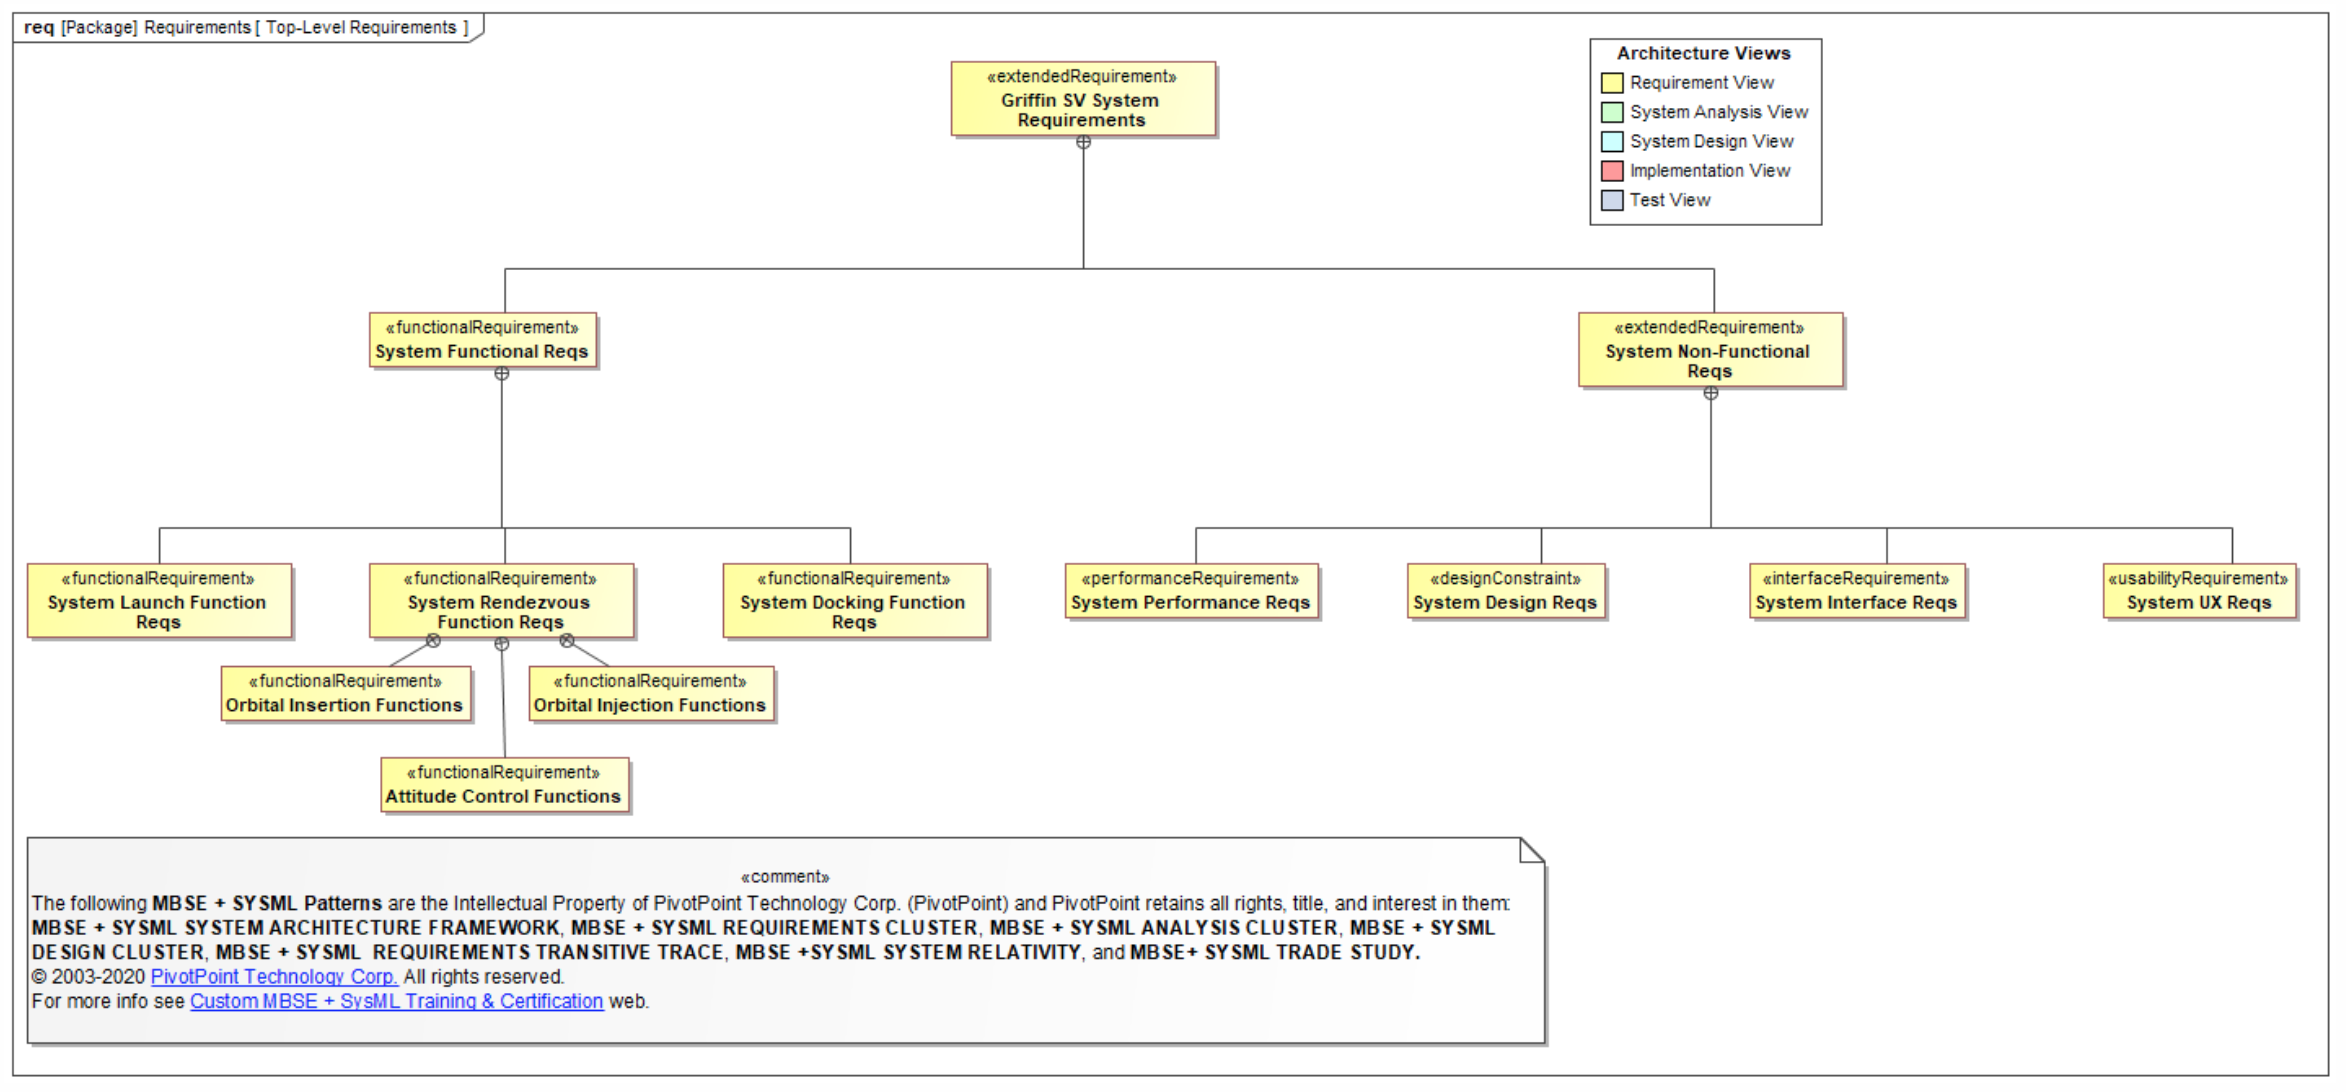 req [Package] Requirements [ Top-Level Requirements ]
«extendedRequirement»
Griffin SV System
Requirements
Architecture Views
Requirement View
System Analysis View
System Design View
Implementation View
Test View
«functionalRequirement»
System Functional Reqs
«extendedRequirement»
System Non-Functional
Reqs
«functionalRequirement»
System Launch Function
Reqs
«functionalRequirement»
System Rendezvous
Function Reqs
«functionalRequirement»
System Docking Function
Reqs
«performanceRequirement»
System Performance Reqs
«designConstraint»
System Design Reqs
«interfaceRequirement»
System Interface Reqs
«usabilityRequirement»
System UX Reqs
«functionalRequirement»
Orbital Insertion Functions
«functionalRequirement»
Orbital Injection Functions
«functionalRequirement»
Attitude Control Functions
«comment»
The following MBSE + SYSML Patterns are the Intellectual Property of PivotPoint Technology Corp. (PivotPoint) and PivotPoint retains all rights, title, and interest in them:
MBSE + SYSML SYSTEM ARCHITECTURE FRAMEWORK, MBSE + SYSML REQUIREMENTS CLUSTER, MBSE + SYSML ANALYSIS CLUSTER, MBSE + SYSML
DESIGN CLUSTER, MBSE + SYSML REQUIREMENTS TRANSITIVE TRACE, MBSE +SYSML SYSTEM RELATIVITY, and MBSE+ SYSML TRADE STUDY.
© 2003-2020 PivotPoint Technology Corp. All rights reserved.
For more info see Custom MBSE + SysML Training & Certification web.